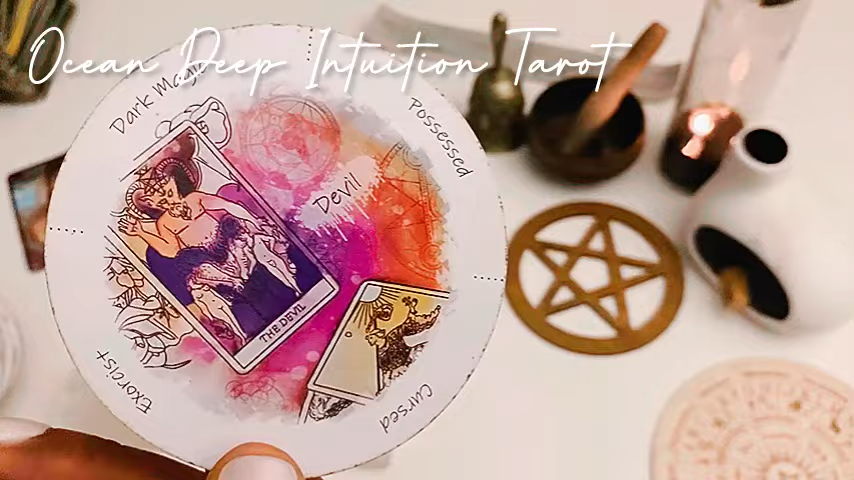 Ocean Deep Intuition Tarot
Dark Magic
Possessed
Devil
THE DEVIL
Exorcist
Cursed